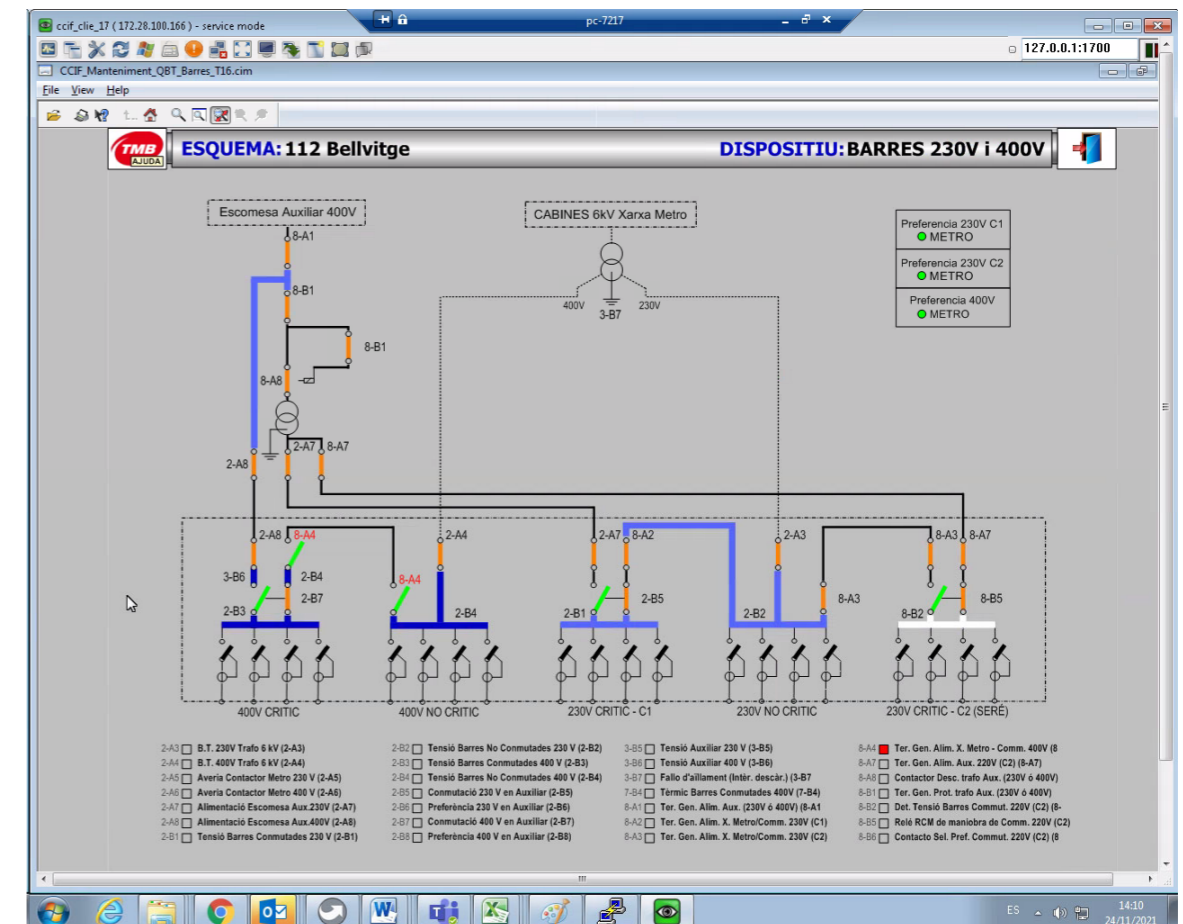 ccif_clie_17 ( 172.28.100.166 ) - service mode
pc-7217
127.0.0.1:1700
CCIF_Manteniment_QBT_Barres_T16.cim
File View Help
TMB
AJUDA
ESQUEMA: 112 Bellvitge
DISPOSITIU: BARRES 230V i 400V
Escomesa Auxiliar 400V
CABINES 6kV Xarxa Metro
Preferencia 230V C1
METRO
Preferencia 230V C2
METRO
Preferencia 400V
METRO
8-A1
8-B1
400V
3-B7
230V
8-B1
8-A8
2-A7 8-A7
2-A8
2-A8 8-A4 2-A4 2-A7 8-A2 2-A3 8-A3 8-A7
3-B6 2-B4 8-A4
2-B7 2-B5 8-A3 8-B5
2-B3 2-B4 2-B1 2-B2 8-B2
400V CRITIC
400V NO CRITIC
230V CRITIC - C1
230V NO CRITIC
230V CRITIC - C2 (SERÉ)
2-A3 B.T. 230V Trafo 6 kV (2-A3)
2-A4 B.T. 400V Trafo 6 kV (2-A4)
2-A5 Averia Contactor Metro 230 V (2-A5)
2-A6 Averia Contactor Metro 400 V (2-A6)
2-A7 Alimentació Escomesa Aux.230V (2-A7)
2-A8 Alimentació Escomesa Aux.400V (2-A8)
2-B1 Tensió Barres Conmutades 230 V (2-B1)
2-B2 Tensió Barres No Conmutades 230 V (2-B2)
2-B3 Tensió Barres Conmutades 400 V (2-B3)
2-B4 Tensió Barres No Conmutades 400 V (2-B4)
2-B5 Conmutació 230 V en Auxiliar (2-B5)
2-B6 Preferència 230 V en Auxiliar (2-B6)
2-B7 Conmutació 400 V en Auxiliar (2-B7)
2-B8 Preferència 400 V en Auxiliar (2-B8)
3-B5 Tensió Auxiliar 230 V (3-B5)
3-B6 Tensió Auxiliar 400 V (3-B6)
3-B7 Fallo d'aïllament (Intèr. descàr.) (3-B7
7-B4 Tèrmic Barres Conmutades 400V (7-B4)
8-A1 Ter. Gen. Alim. Aux. (230V ó 400V) (8-A1
8-A2 Ter. Gen. Alim. X. Metro/Comm. 230V (C1)
8-A3 Ter. Gen. Alim. X. Metro/Comm. 230V (C2)
8-A4 Ter. Gen. Alim. X. Metro - Comm. 400V (8
8-A7 Ter. Gen. Alim. Aux. 220V (C2) (8-A7)
8-A8 Contactor Desc. trafo Aux. (230V ó 400V)
8-B1 Ter. Gen. Prot. trafo Aux. (230V ó 400V)
8-B2 Det. Tensió Barres Commut. 220V (C2) (8-
8-B5 Relé RCM de maniobra de Comm. 220V (C2)
8-B6 Contacto Sel. Pref. Commut. 220V (C2) (8
ES
14:10
24/11/2021